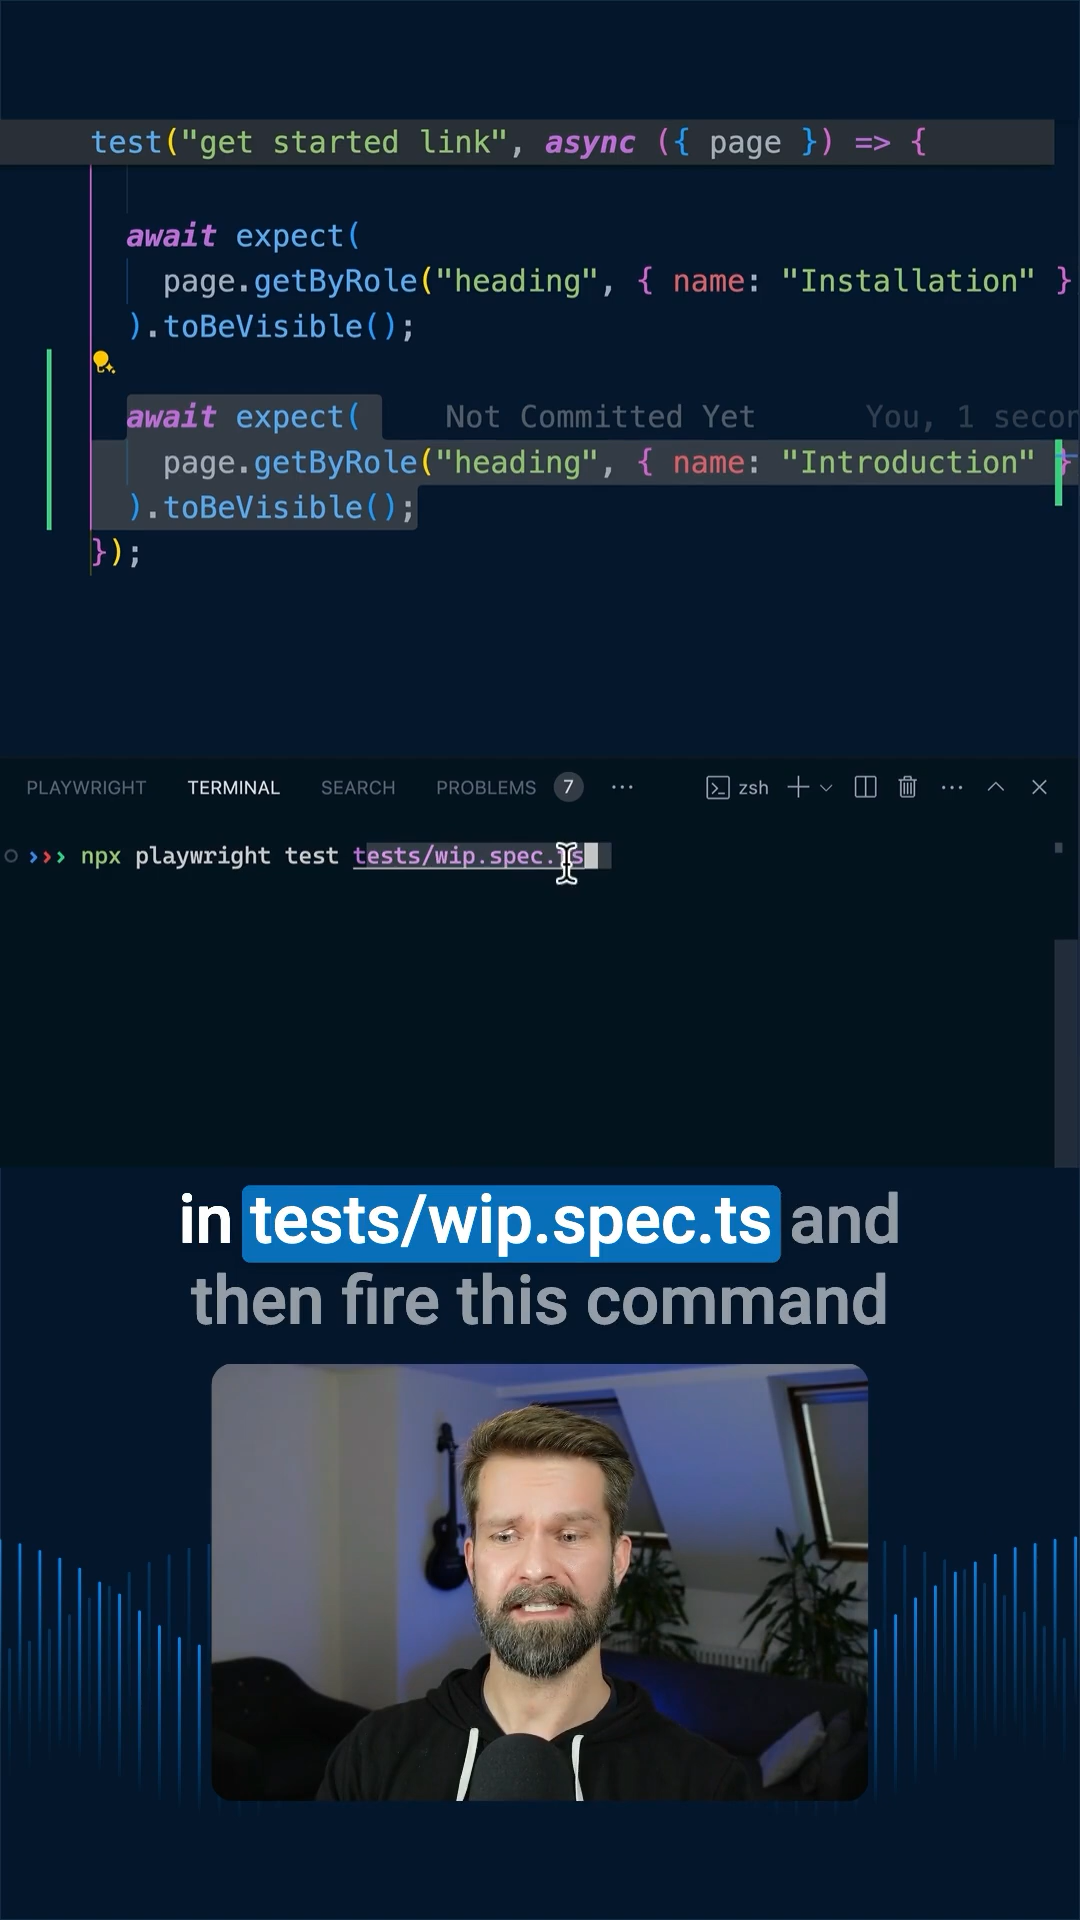 test("get started link", async ({ page }) => {
await expect(
page.getByRole("heading", { name: "Installation" }
).toBeVisible();
await expect( Not Committed Yet You, 1 secon
page.getByRole("heading", { name: "Introduction" }
).toBeVisible();
});
PLAYWRIGHT TERMINAL SEARCH PROBLEMS 7 ··· zsh
>>> npx playwright test tests/wip.spec.ts
in tests/wip.spec.ts and
then fire this command